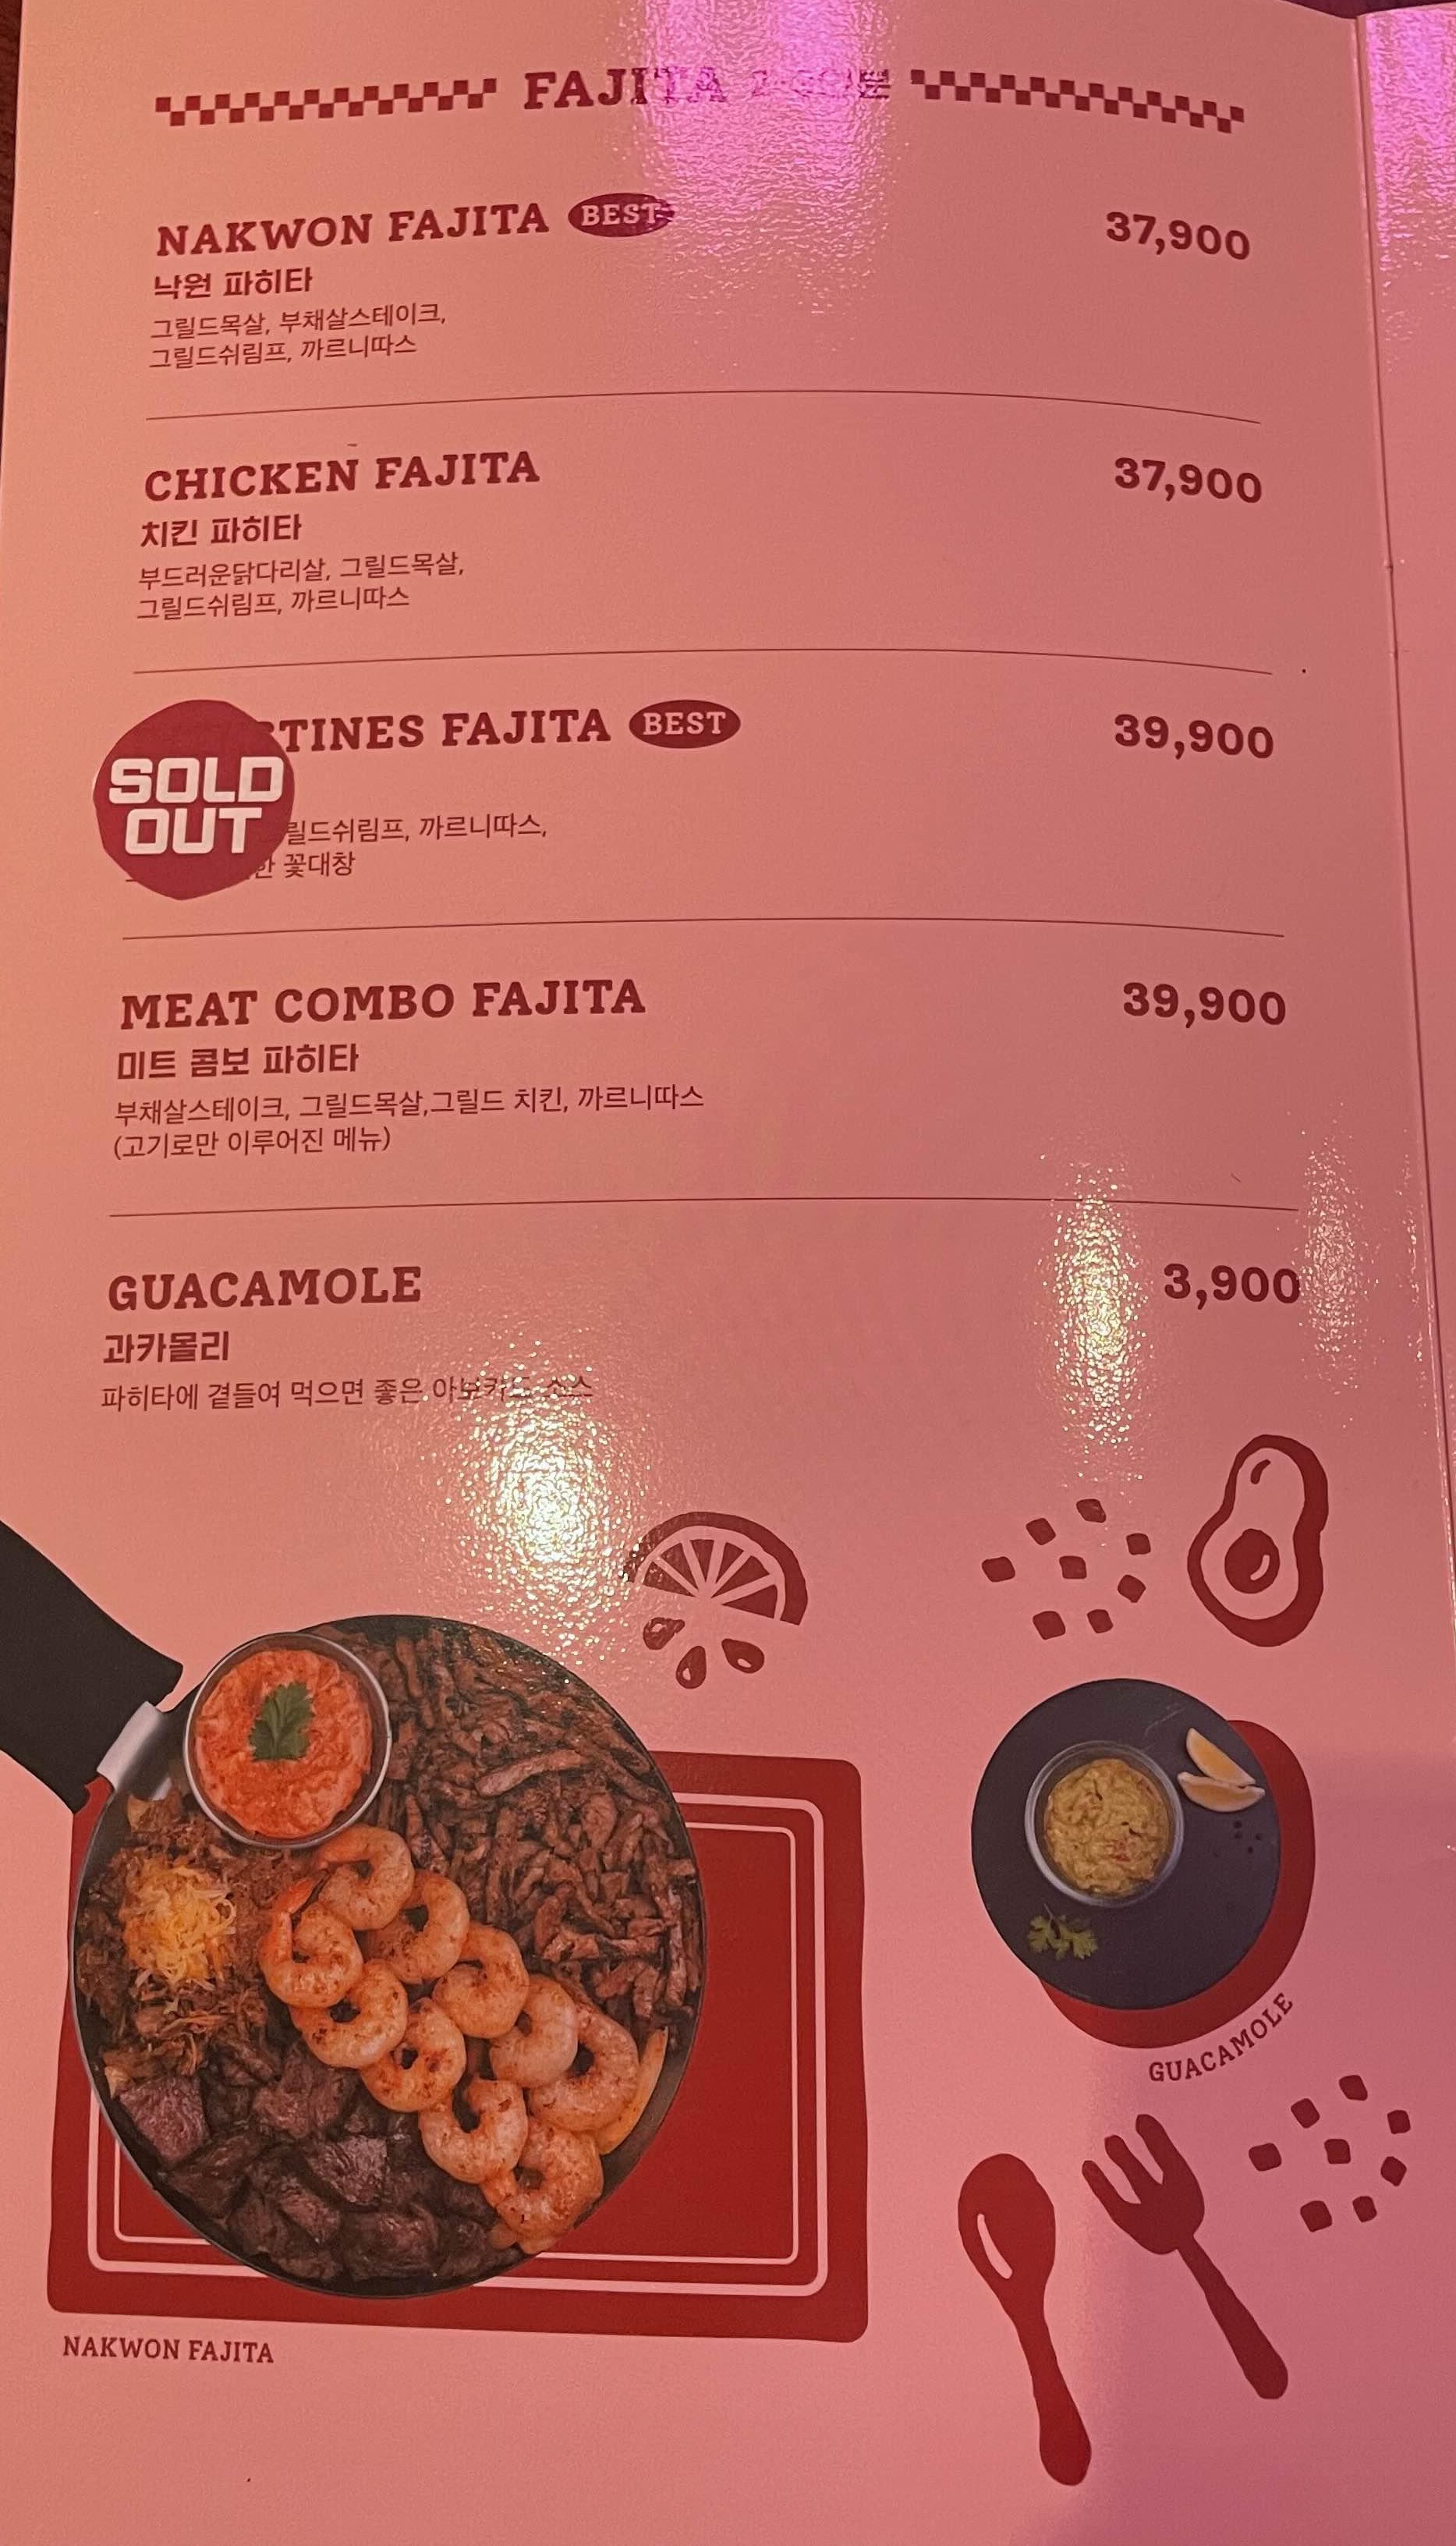 FAJITA
NAKWON FAJITA BEST 37,900
낙원 파히타
그릴드목살, 부채살스테이크,
그릴드쉬림프, 까르니따스
CHICKEN FAJITA 37,900
치킨 파히타
부드러운닭다리살, 그릴드목살,
그릴드쉬림프, 까르니따스
FAJITA BEST 39,900
SOLD
OUT
까르니따스,
꽃대창
MEAT COMBO FAJITA 39,900
미트 콤보 파히타
부채살스테이크, 그릴드목살,그릴드 치킨, 까르니따스
(고기로만 이루어진 메뉴)
GUACAMOLE 3,900
과카몰리
파히타에 곁들여 먹으면 좋은 아보카도 소스
GUACAMOLE
NAKWON FAJITA